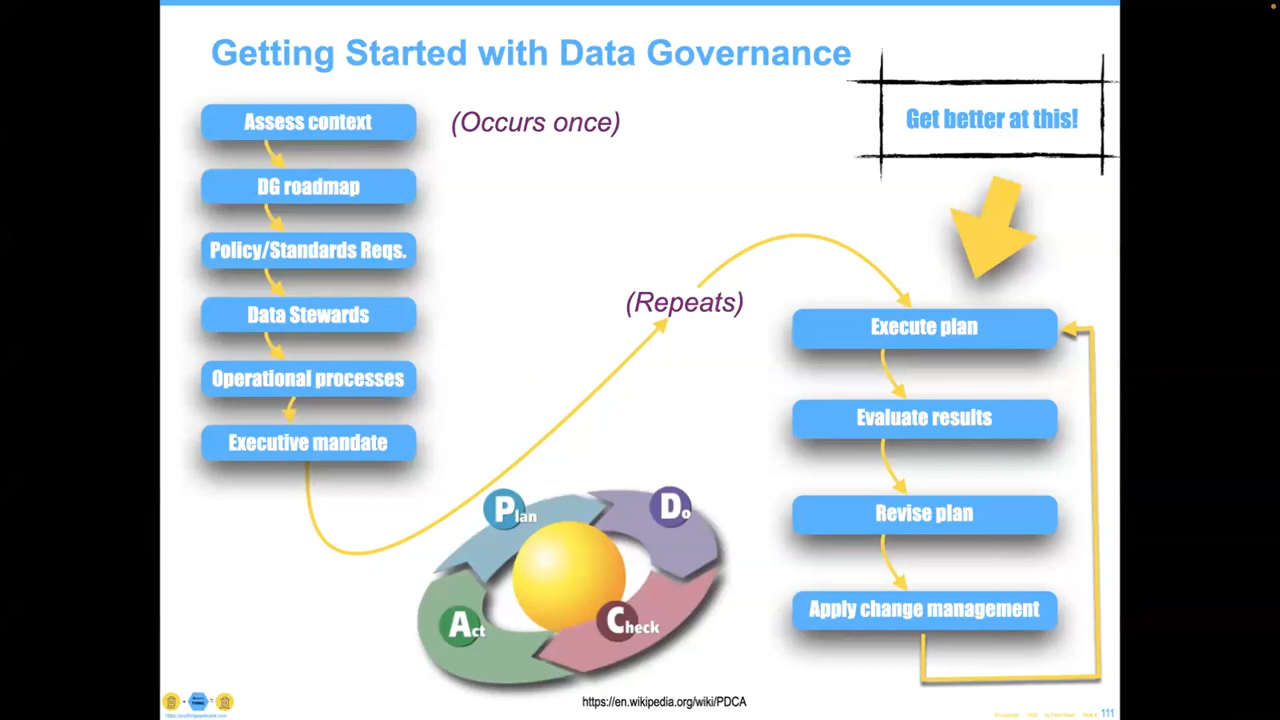 Getting Started with Data Governance
Assess context
(Occurs once)
Get better at this!
DG roadmap
Policy/Standards Reqs.
Data Stewards
Operational processes
Executive mandate
(Repeats)
Execute plan
Evaluate results
Revise plan
Apply change management
Plan
Do
Check
Act
https://en.wikipedia.org/wiki/PDCA
111